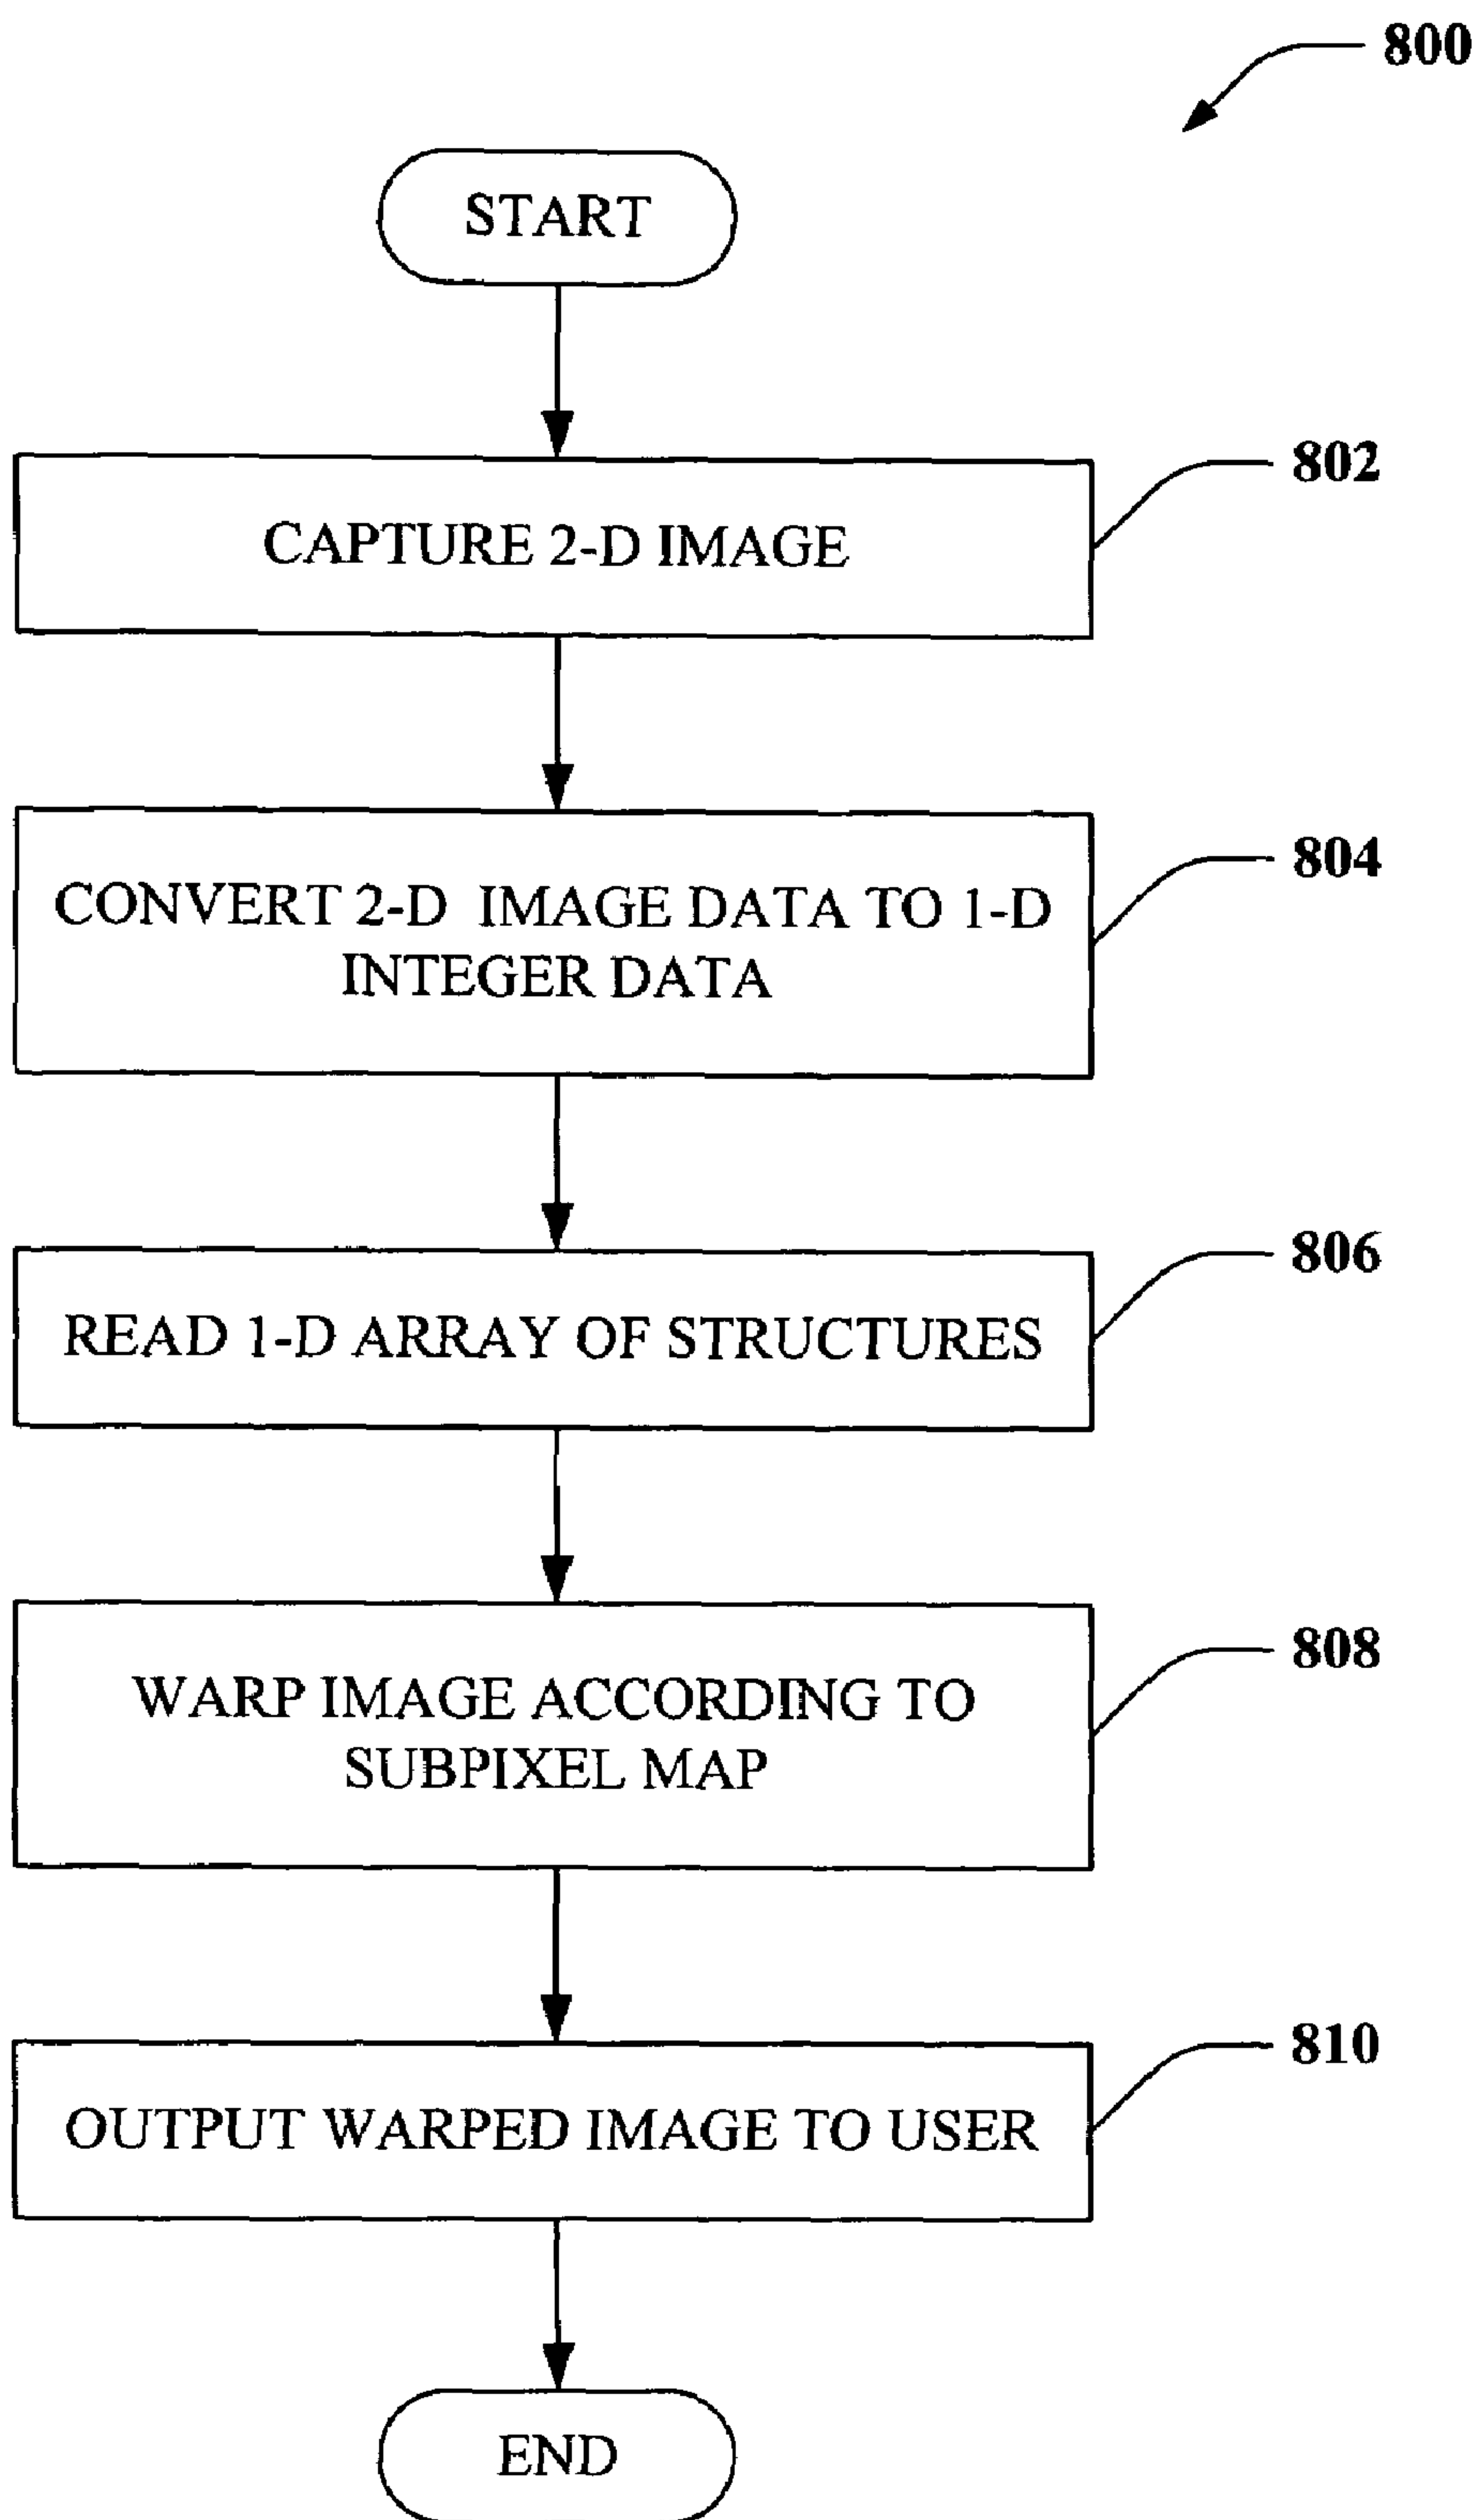 800
START
802
CAPTURE 2-D IMAGE
804
CONVERT 2-D IMAGE DATA TO 1-D
INTEGER DATA
806
READ 1-D ARRAY OF STRUCTURES
808
WARP IMAGE ACCORDING TO
SUBPIXEL MAP
810
OUTPUT WARPED IMAGE TO USER
END